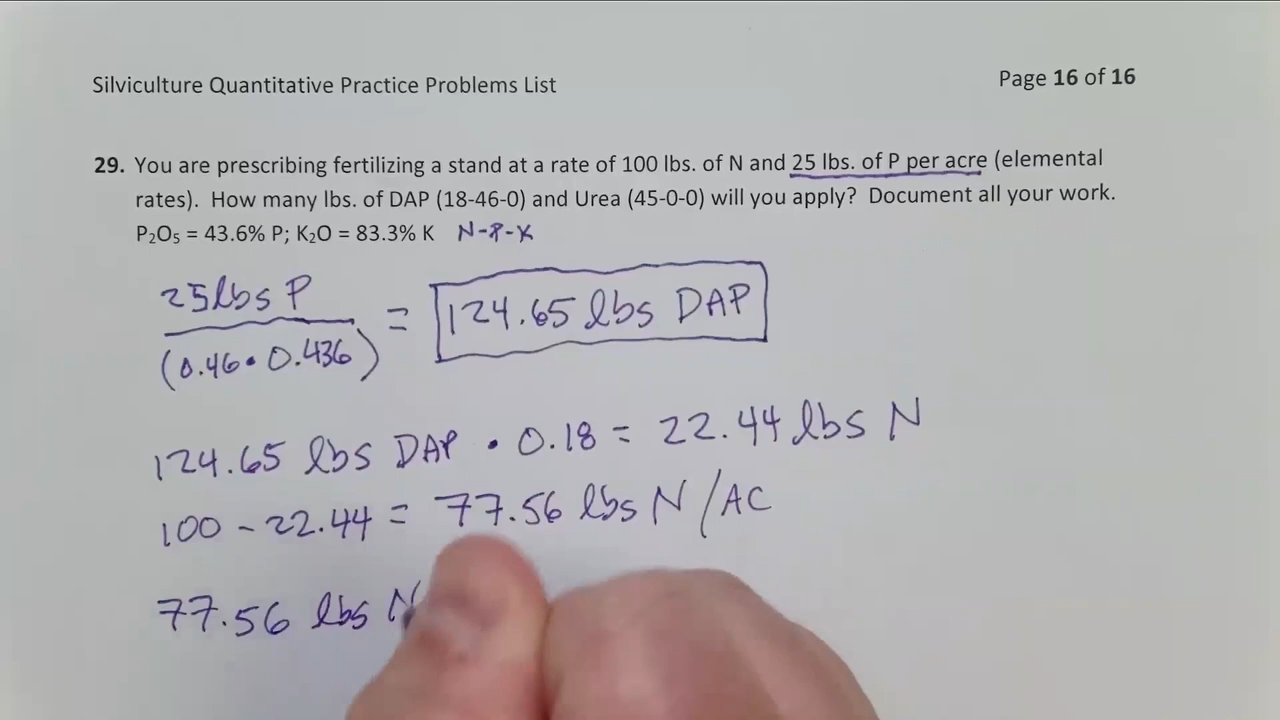 Silviculture Quantitative Practice Problems List
Page 16 of 16
29. You are prescribing fertilizing a stand at a rate of 100 lbs. of N and 25 lbs. of P per acre (elemental
rates). How many lbs. of DAP (18-46-0) and Urea (45-0-0) will you apply? Document all your work.
P₂O₅ = 43.6% P; K₂O = 83.3% K N-P-K
25 lbs P
(0.46 • 0.436)
= 124.65 lbs DAP
124.65 lbs DAP • 0.18 = 22.44 lbs N
100 - 22.44 = 77.56 lbs N/AC
77.56 lbs N